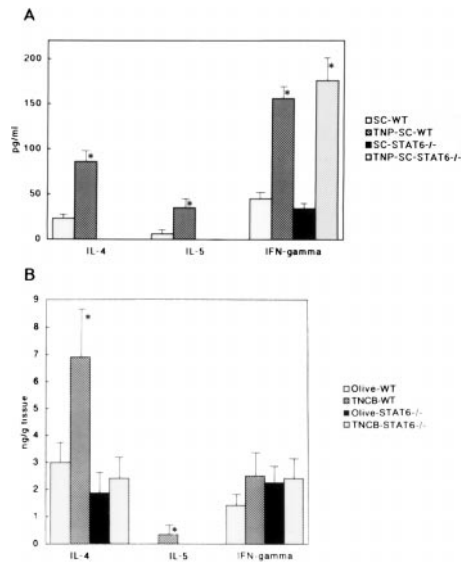 A
200
150
100
50
0
pg/ml
*
*
*
*
IL-4 IL-5 IFN-gamma
SC-WT
TNP-SC-WT
SC-STAT6-/-
TNP-SC-STAT6-/-
B
9
8
7
6
5
4
3
2
1
0
ng/g tissue
*
*
IL-4 IL-5 IFN-gamma
Olive-WT
TNCB-WT
Olive-STAT6-/-
TNCB-STAT6-/-